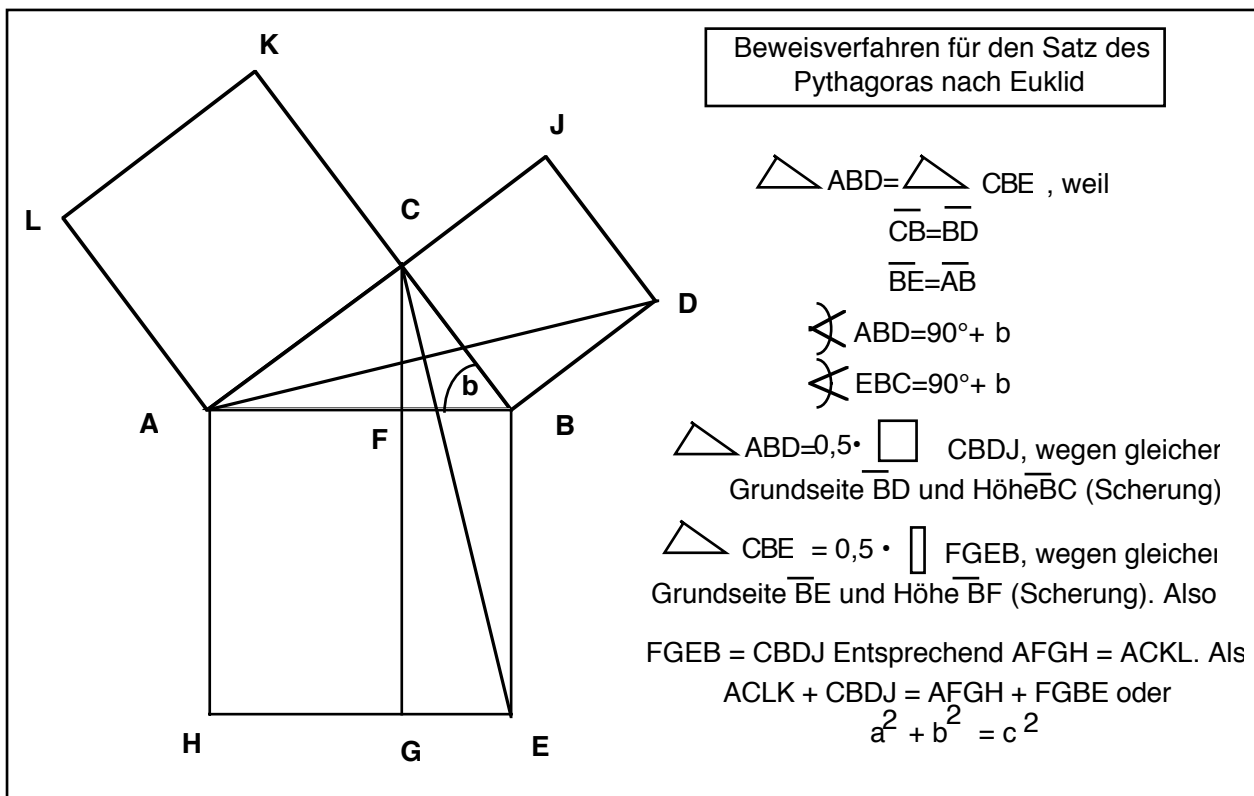 K
J
C
L
D
b
A
F
B
H
G
E
Beweisverfahren für den Satz des
Pythagoras nach Euklid
ABD= CBE , weil
CB=BD
BE=AB
ABD=90°+ b
EBC=90°+ b
ABD=0,5• CBDJ, wegen gleicher
Grundseite BD und HöheBC (Scherung)
CBE = 0,5 • FGEB, wegen gleicher
Grundseite BE und Höhe BF (Scherung). Also
FGEB = CBDJ Entsprechend AFGH = ACKL. Als
ACLK + CBDJ = AFGH + FGBE oder
a² + b² = c²